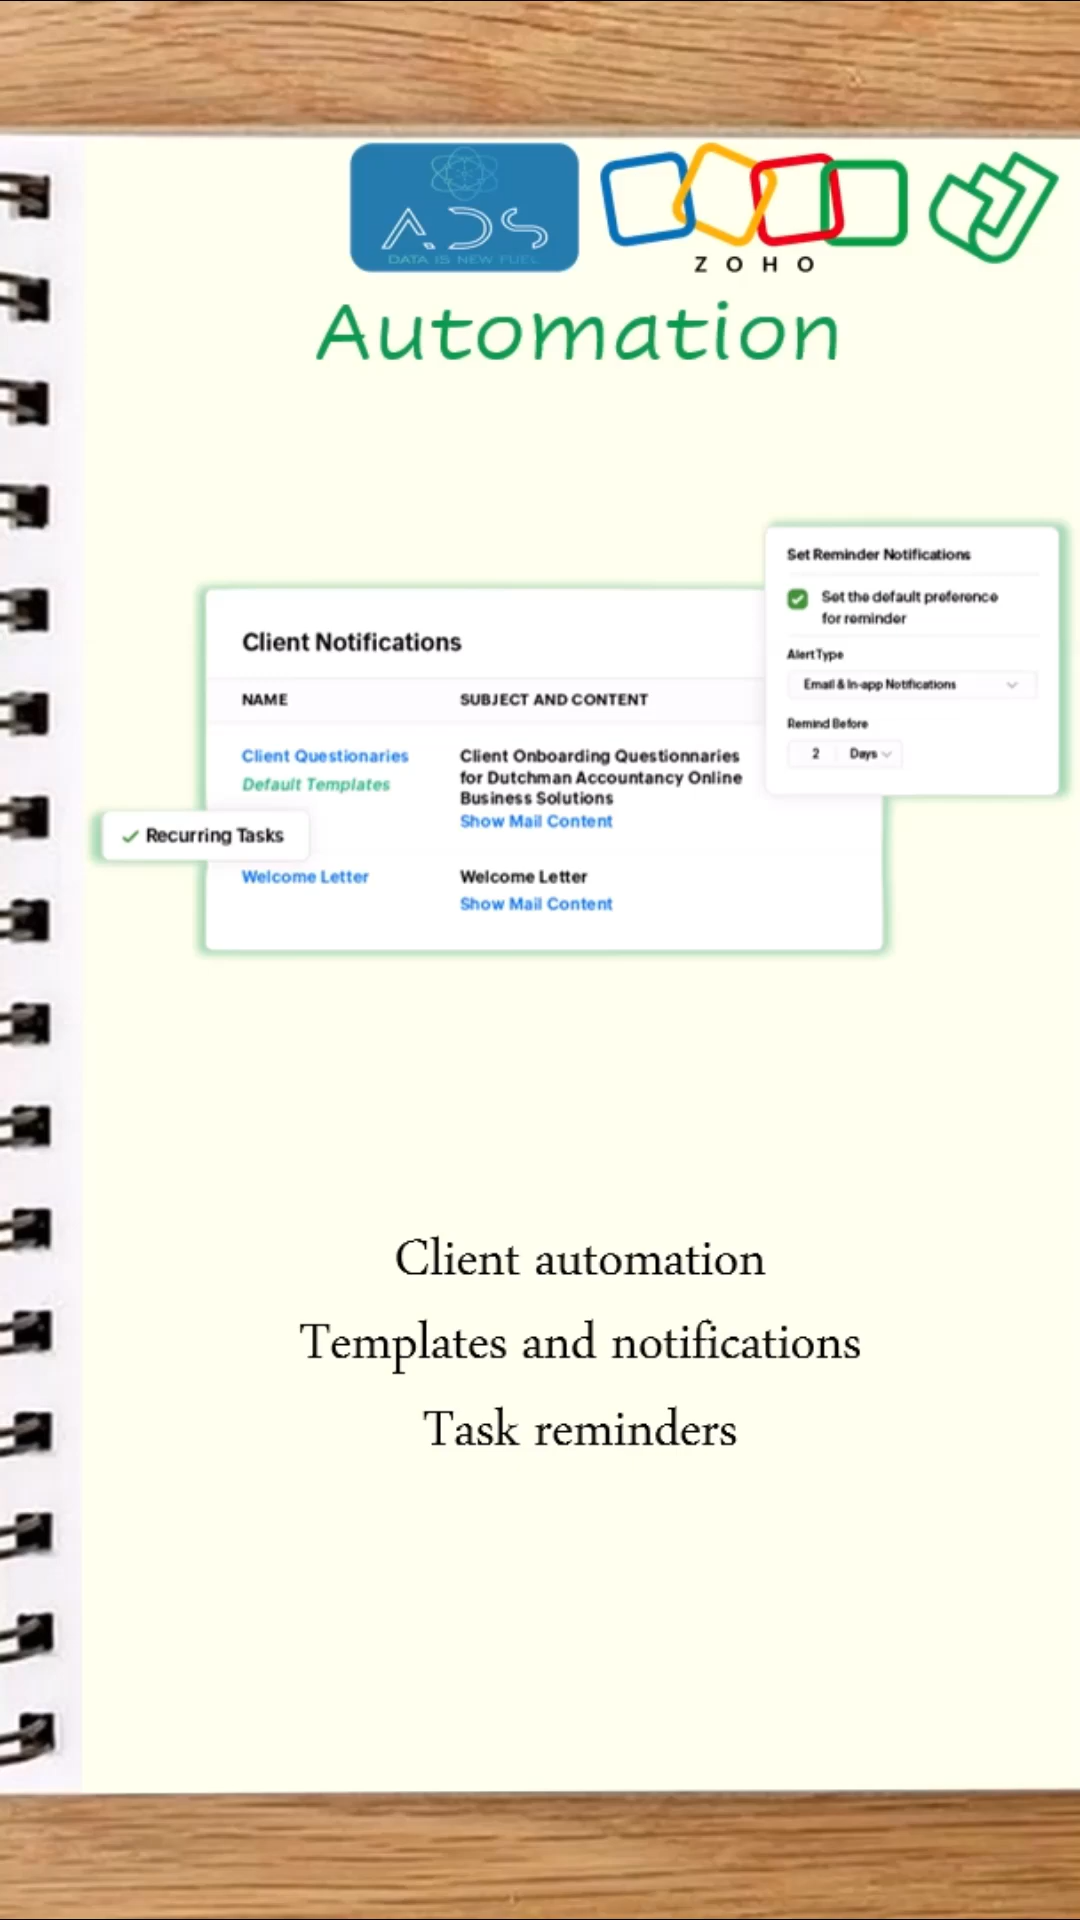 ADS
DATA IS NEW FUEL
ZOHO
Automation
Set Reminder Notifications
Set the default preference
for reminder
Alert Type
Email & In-app Notifications
Remind Before
2 Days
Client Notifications
NAME SUBJECT AND CONTENT
Client Questionaries
Default Templates
Client Onboarding Questionnaries
for Dutchman Accountancy Online
Business Solutions
Show Mail Content
Recurring Tasks
Welcome Letter
Welcome Letter
Show Mail Content
Client automation
Templates and notifications
Task reminders